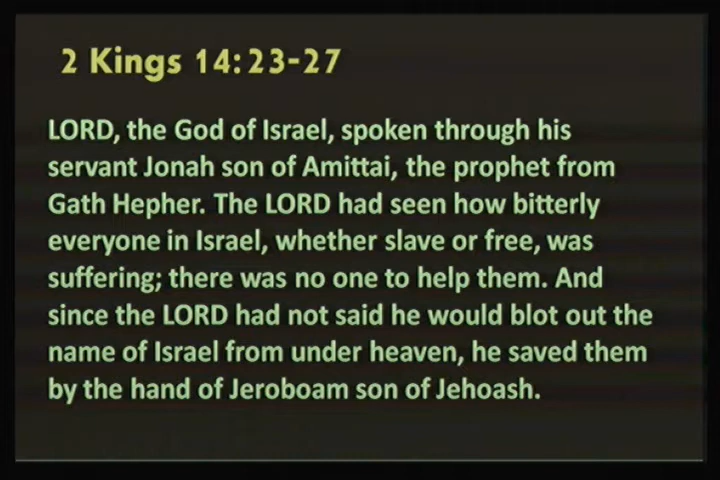 2 Kings 14:23-27
LORD, the God of Israel, spoken through his
servant Jonah son of Amittai, the prophet from
Gath Hepher. The LORD had seen how bitterly
everyone in Israel, whether slave or free, was
suffering; there was no one to help them. And
since the LORD had not said he would blot out the
name of Israel from under heaven, he saved them
by the hand of Jeroboam son of Jehoash.